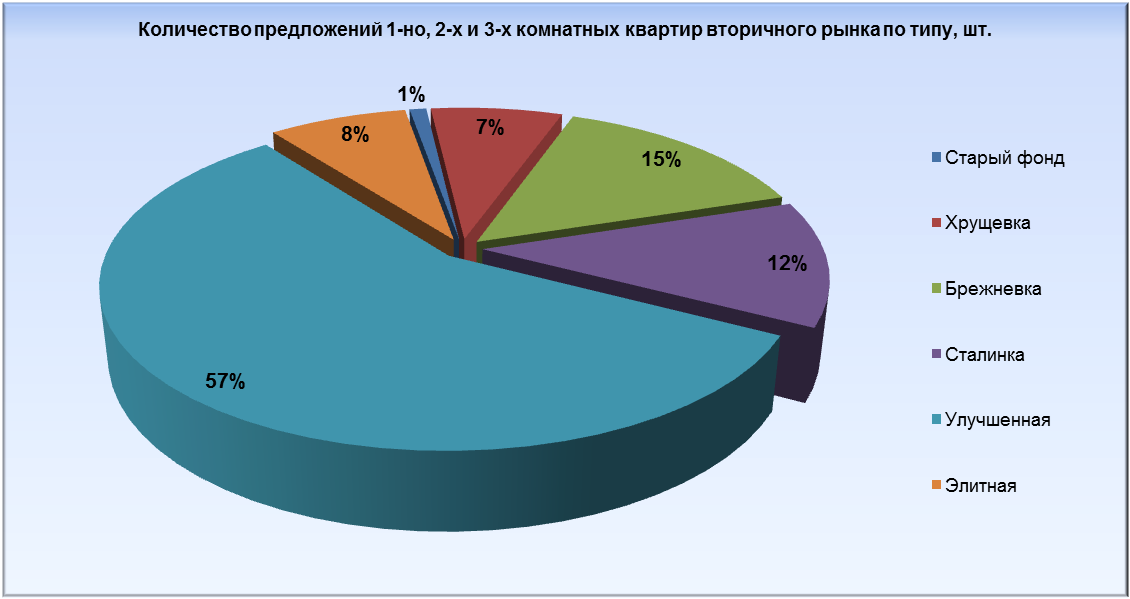 Количество предложений 1-но, 2-х и 3-х комнатных квартир вторичного рынка по типу, шт.
1%
7%
8%
15%
12%
57%
Старый фонд
Хрущевка
Брежневка
Сталинка
Улучшенная
Элитная